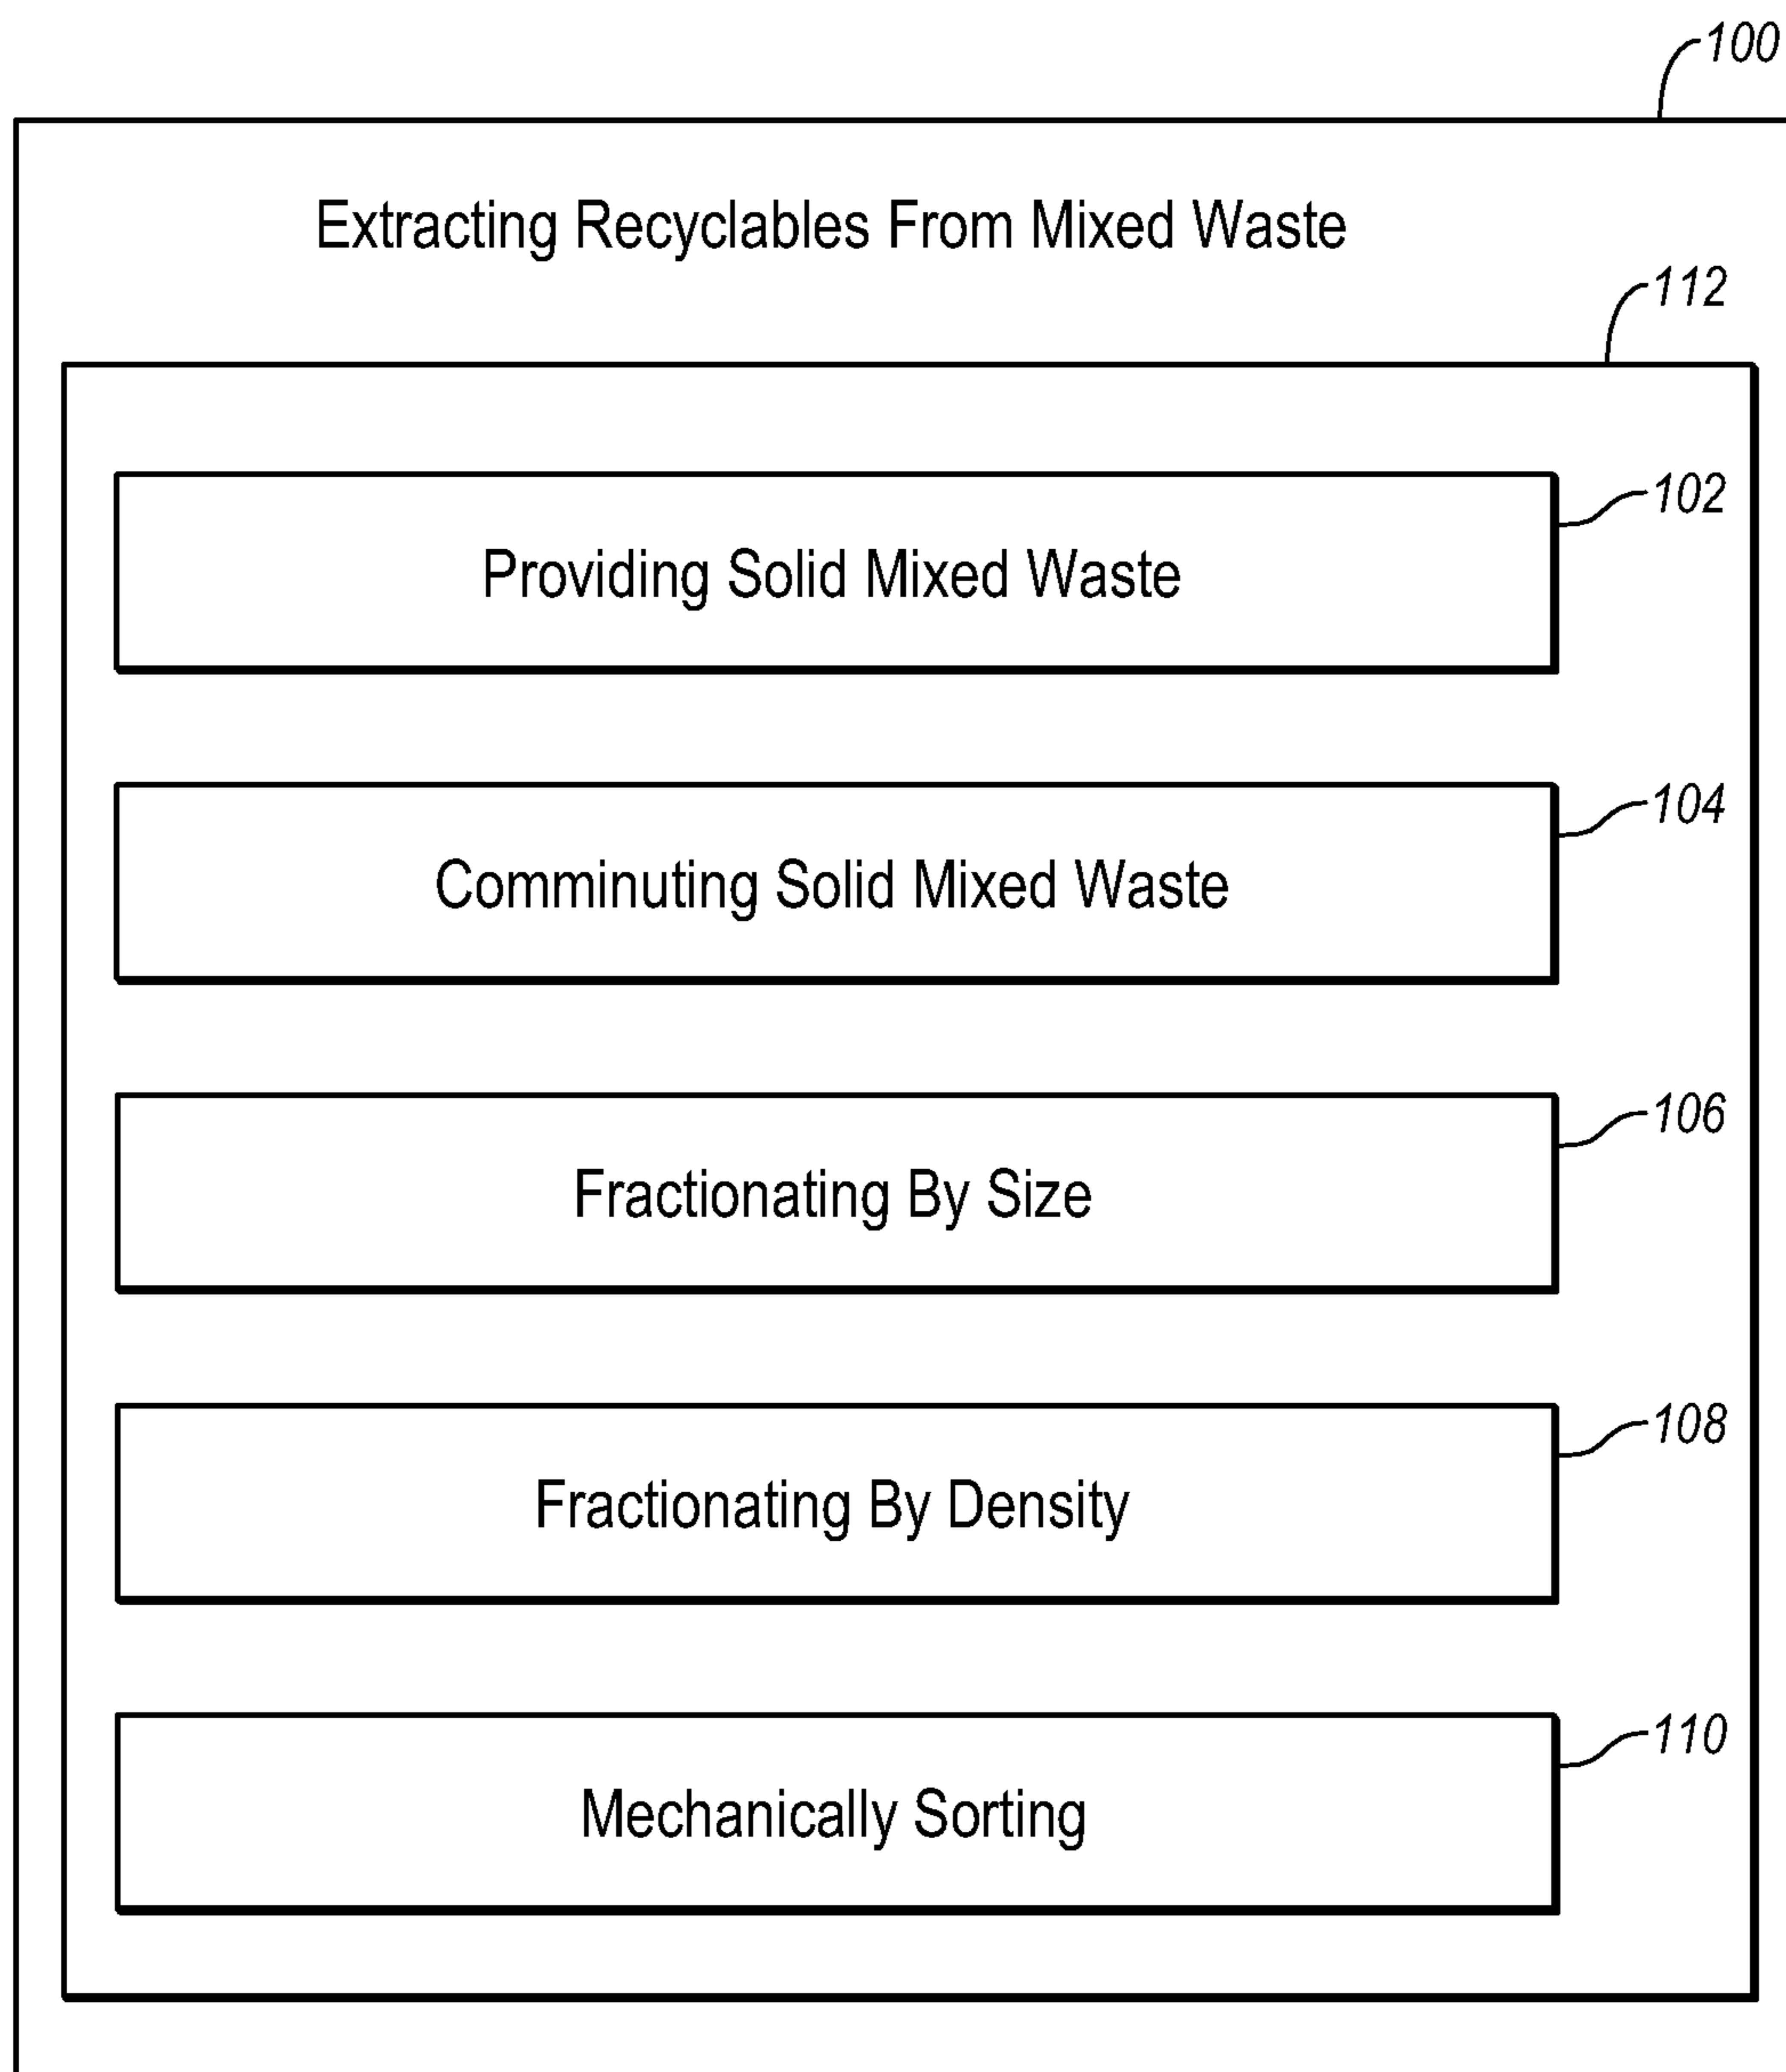 100
Extracting Recyclables From Mixed Waste
112
102
Providing Solid Mixed Waste
104
Comminuting Solid Mixed Waste
106
Fractionating By Size
108
Fractionating By Density
110
Mechanically Sorting